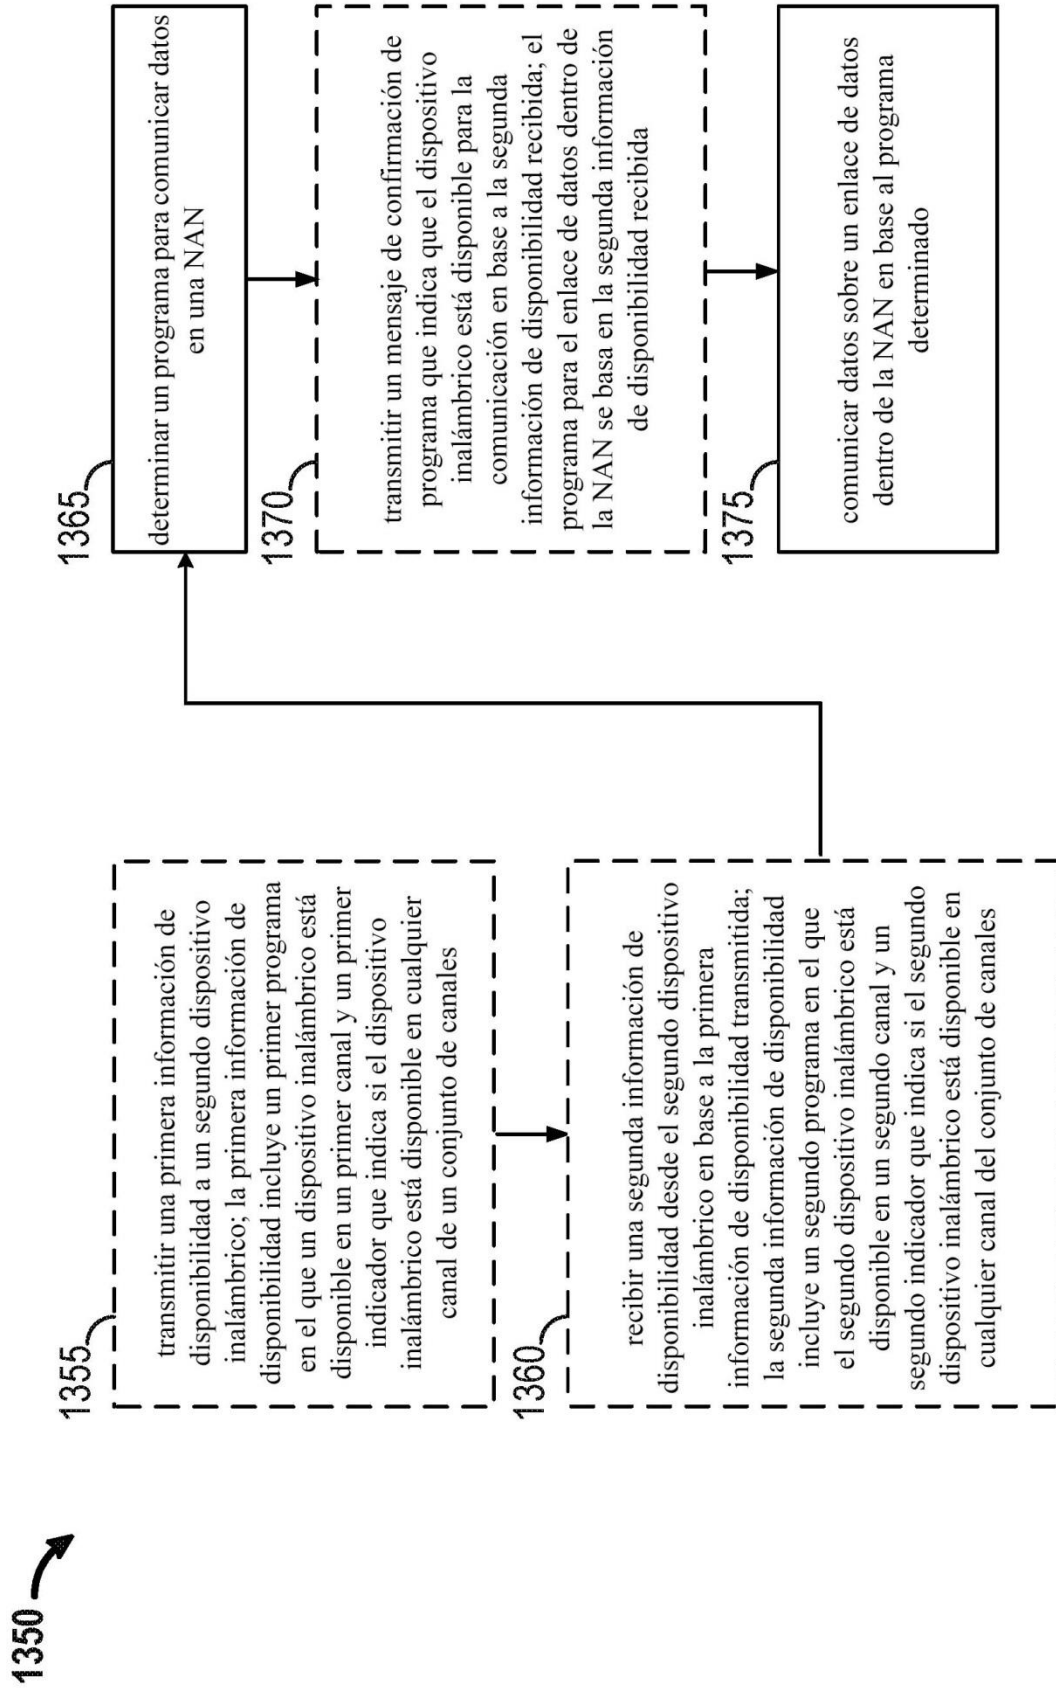 1350
1355
transmitir una primera información de
disponibilidad a un segundo dispositivo
inalámbrico; la primera información de
disponibilidad incluye un primer programa
en el que un dispositivo inalámbrico está
disponible en un primer canal y un primer
indicador que indica si el dispositivo
inalámbrico está disponible en cualquier
canal de un conjunto de canales
1360
recibir una segunda información de
disponibilidad desde el segundo dispositivo
inalámbrico en base a la primera
información de disponibilidad transmitida;
la segunda información de disponibilidad
incluye un segundo programa en el que
el segundo dispositivo inalámbrico está
disponible en un segundo canal y un
segundo indicador que indica si el segundo
dispositivo inalámbrico está disponible en
cualquier canal del conjunto de canales
1365
determinar un programa para comunicar datos
en una NAN
1370
transmitir un mensaje de confirmación de
programa que indica que el dispositivo
inalámbrico está disponible para la
comunicación en base a la segunda
información de disponibilidad recibida; el
programa para el enlace de datos dentro de
la NAN se basa en la segunda información
de disponibilidad recibida
1375
comunicar datos sobre un enlace de datos
dentro de la NAN en base al programa
determinado